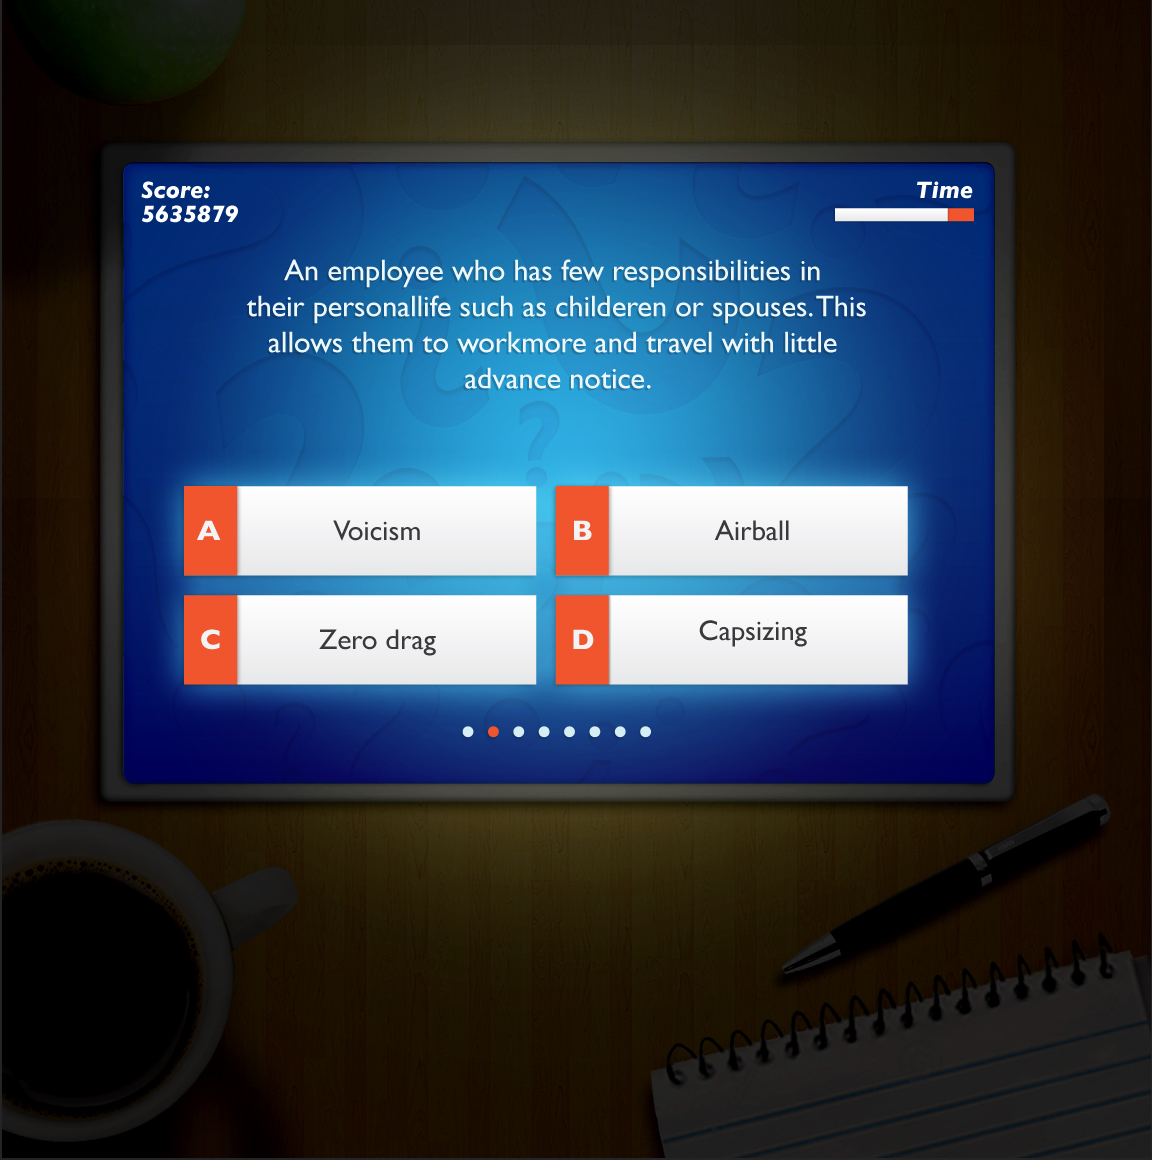 Score:
5635879
Time
An employee who has few responsibilities in
their personallife such as childeren or spouses.This
allows them to workmore and travel with little
advance notice.
A Voicism
B Airball
C Zero drag
D Capsizing